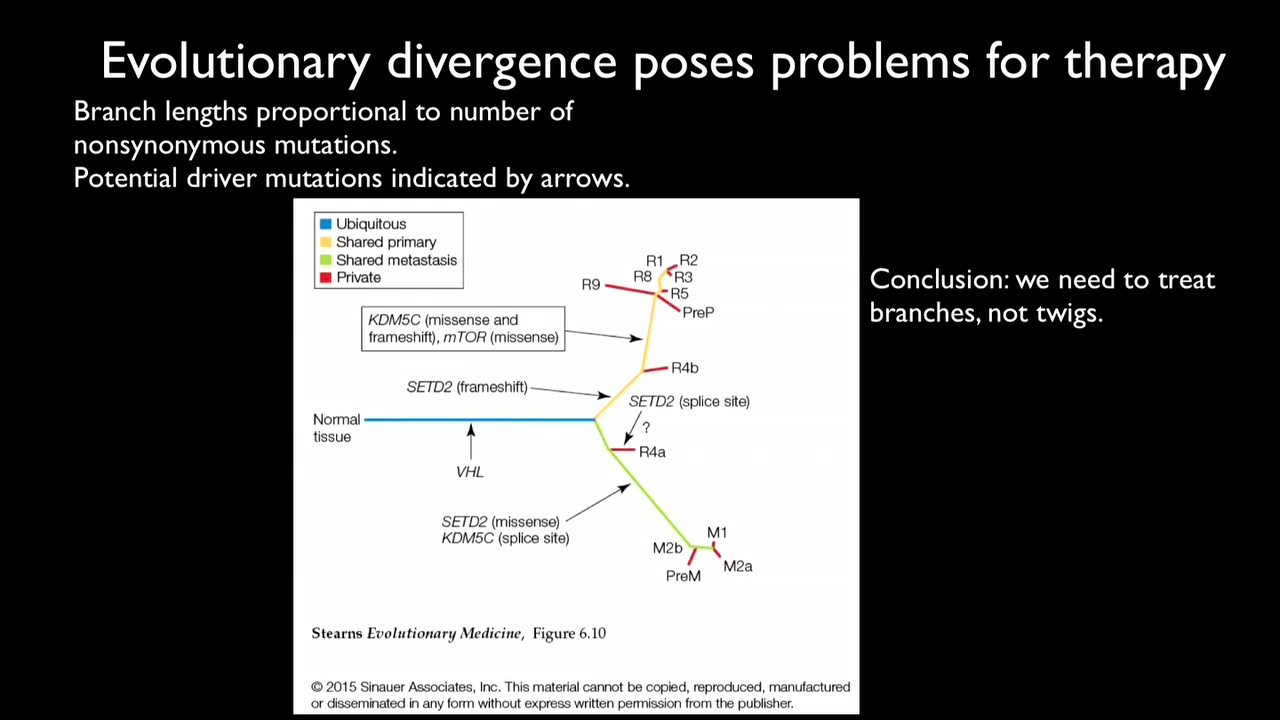 Evolutionary divergence poses problems for therapy
Branch lengths proportional to number of
nonsynonymous mutations.
Potential driver mutations indicated by arrows.
Ubiquitous
Shared primary
Shared metastasis
Private
R1
R2
R8
R3
R9
R5
PreP
KDM5C (missense and
frameshift), mTOR (missense)
R4b
SETD2 (frameshift)
SETD2 (splice site)
?
Normal
tissue
R4a
VHL
SETD2 (missense)
KDM5C (splice site)
M1
M2b
M2a
PreM
Conclusion: we need to treat
branches, not twigs.
Stearns Evolutionary Medicine, Figure 6.10
© 2015 Sinauer Associates, Inc. This material cannot be copied, reproduced, manufactured
or disseminated in any form without express written permission from the publisher.